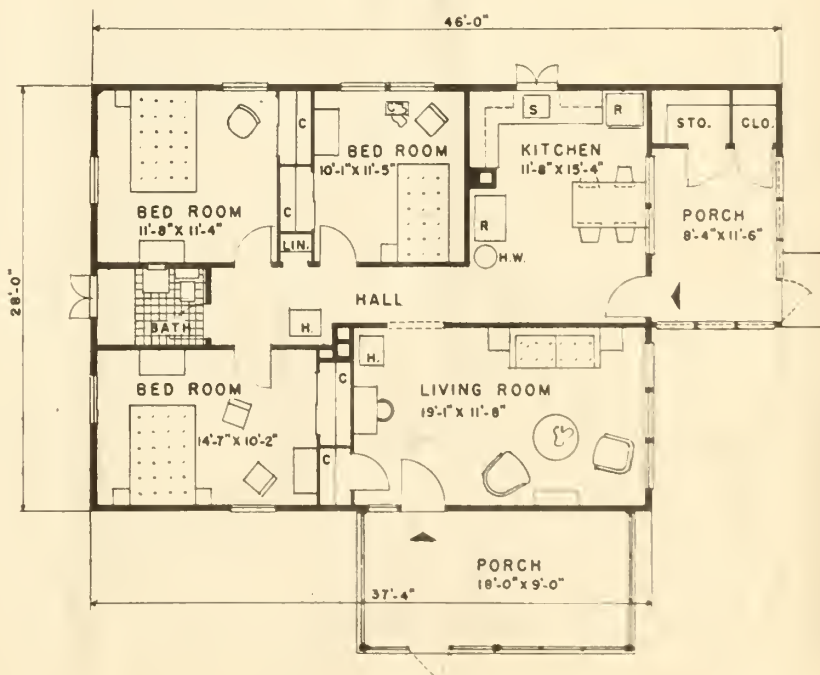 46'-0"
C
C
S
R
STO.
CLO.
BED ROOM
10'-1" X 11'-5"
KITCHEN
11'-8" X 15'-4"
BED ROOM
11'-8" X 11'-4"
C
R
PORCH
8'-4" X 11'-6"
LIN.
H.W.
28'-0"
HALL
BATH
H.
H.
BED ROOM
14'-7" X 10'-2"
C
LIVING ROOM
19'-1" X 11'-8"
C
PORCH
18'-0" X 9'-0"
37'-4"